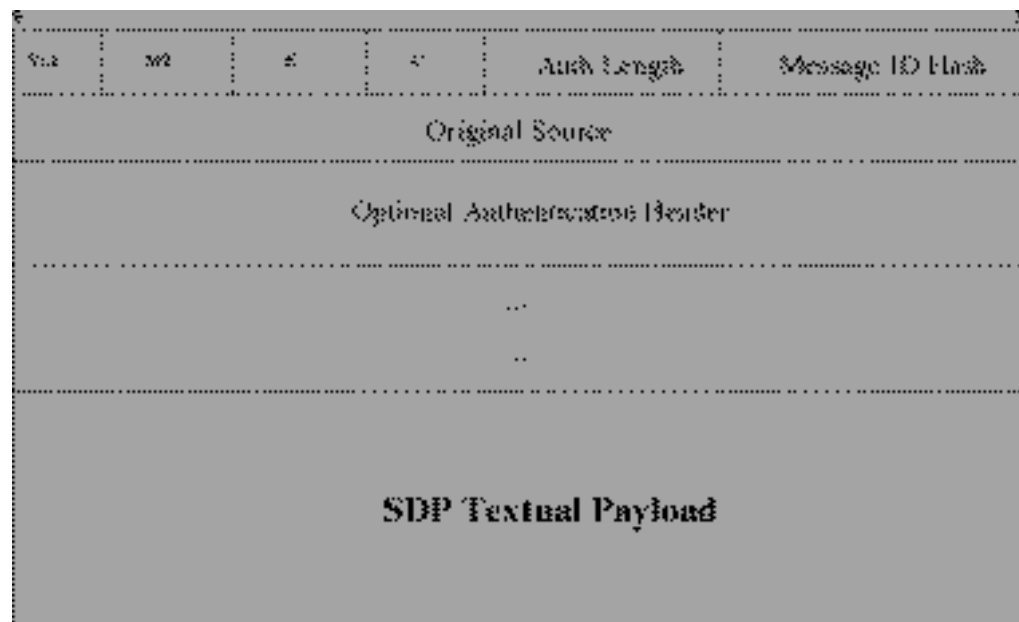 Auth Length Message ID Hash
Original Source
Optional Authentication Header
...
..
SDP Textual Payload